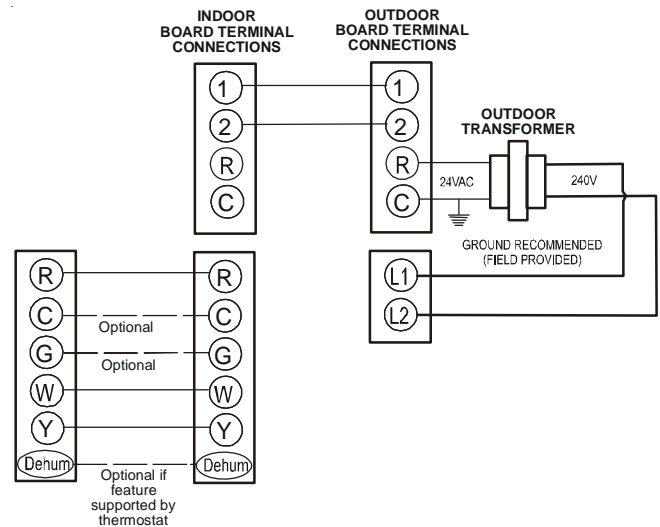 INDOOR
BOARD TERMINAL
CONNECTIONS
OUTDOOR
BOARD TERMINAL
CONNECTIONS
1
1
2
2
R
R
C
C
OUTDOOR
TRANSFORMER
24VAC
240V
GROUND RECOMMENDED
(FIELD PROVIDED)
L1
L2
R
R
C
Optional
C
G
Optional
G
W
W
Y
Y
Dehum
Dehum
Optional if
feature
supported by
thermostat